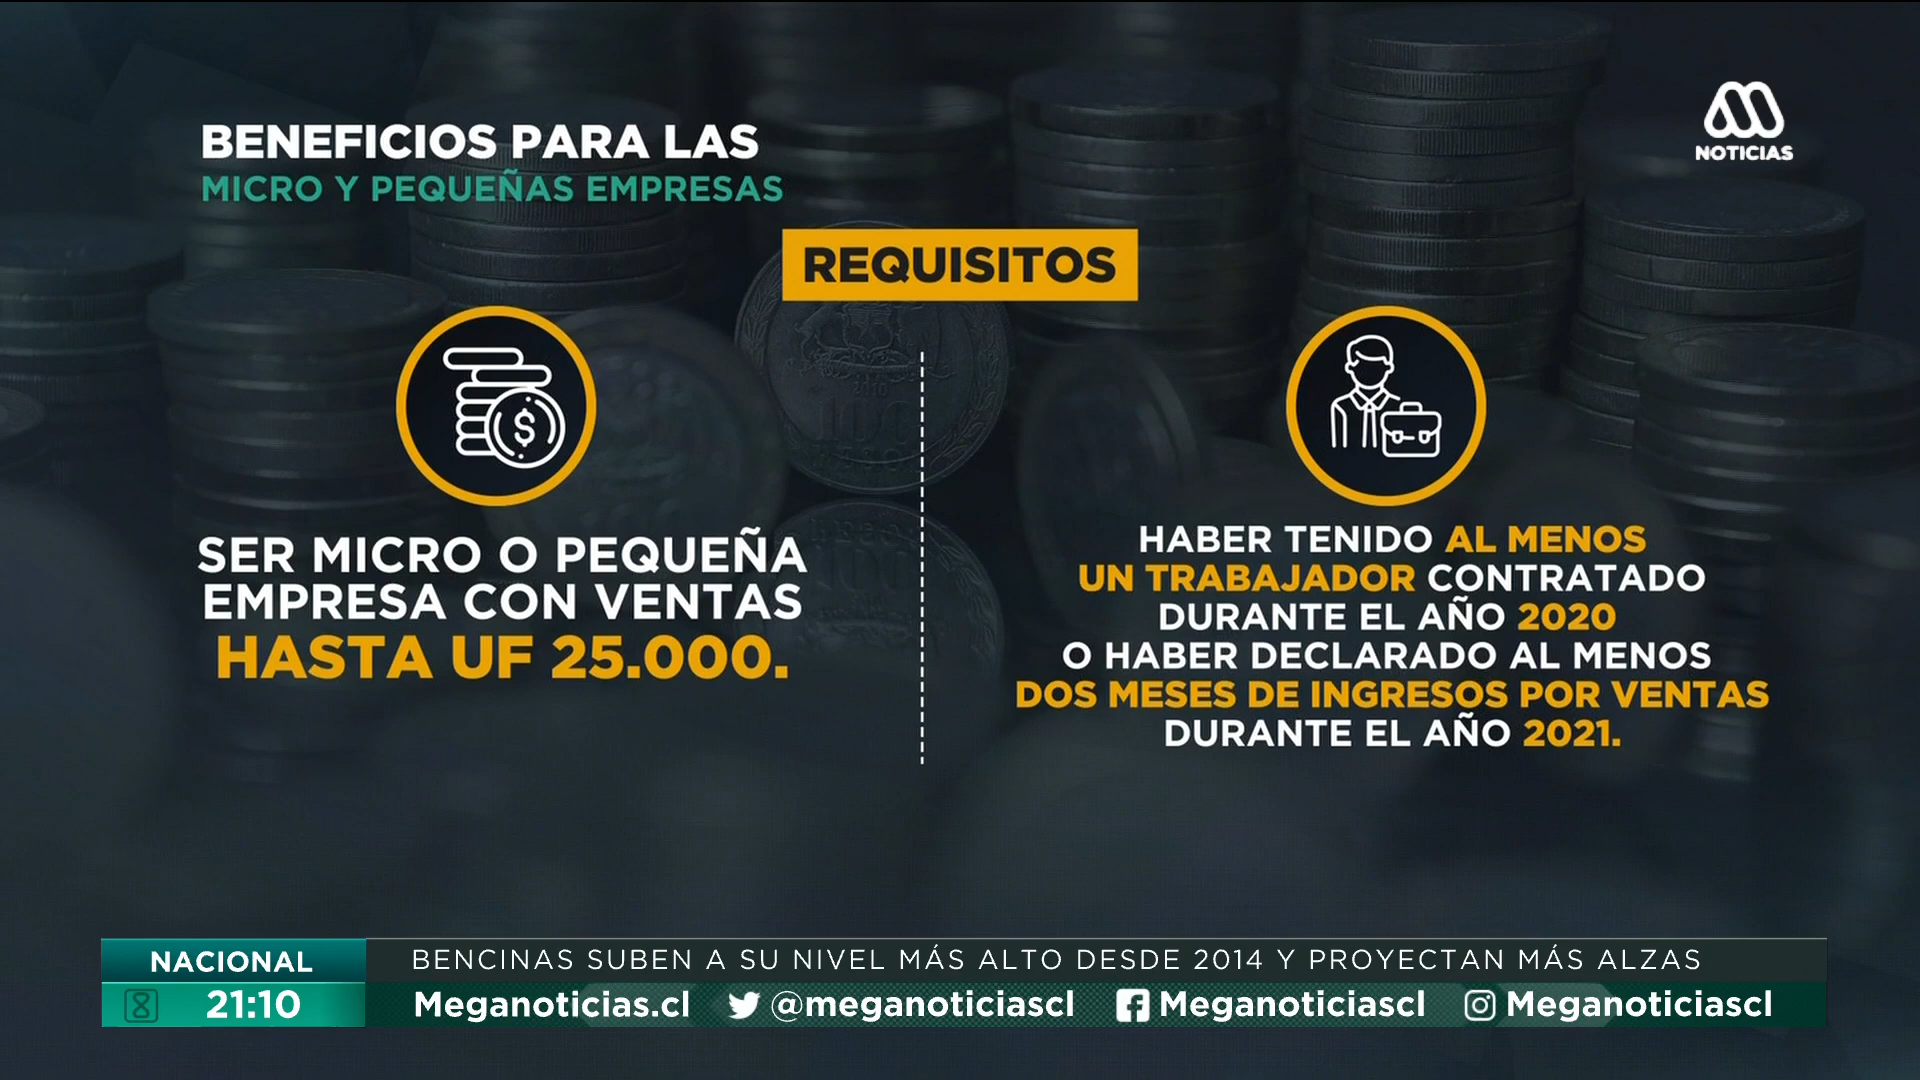 BENEFICIOS PARA LAS
MICRO Y PEQUEÑAS EMPRESAS
NOTICIAS
REQUISITOS
SER MICRO O PEQUEÑA
EMPRESA CON VENTAS
HASTA UF 25.000.
HABER TENIDO AL MENOS
UN TRABAJADOR CONTRATADO
DURANTE EL AÑO 2020
O HABER DECLARADO AL MENOS
DOS MESES DE INGRESOS POR VENTAS
DURANTE EL AÑO 2021.
NACIONAL
BENCINAS SUBEN A SU NIVEL MÁS ALTO DESDE 2014 Y PROYECTAN MÁS ALZAS
21:10
Meganoticias.cl @meganoticiascl Meganoticiascl Meganoticiascl